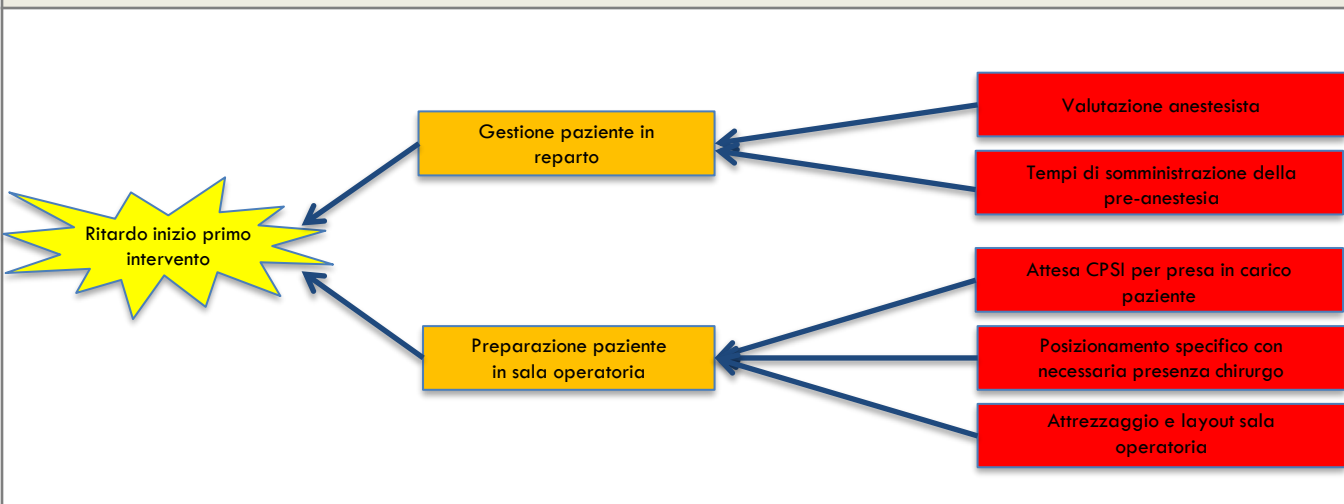 Ritardo inizio primo
intervento
Gestione paziente in
reparto
Preparazione paziente
in sala operatoria
Valutazione anestesista
Tempi di somministrazione della
pre-anestesia
Attesa CPSI per presa in carico
paziente
Posizionamento specifico con
necessaria presenza chirurgo
Attrezzaggio e layout sala
operatoria